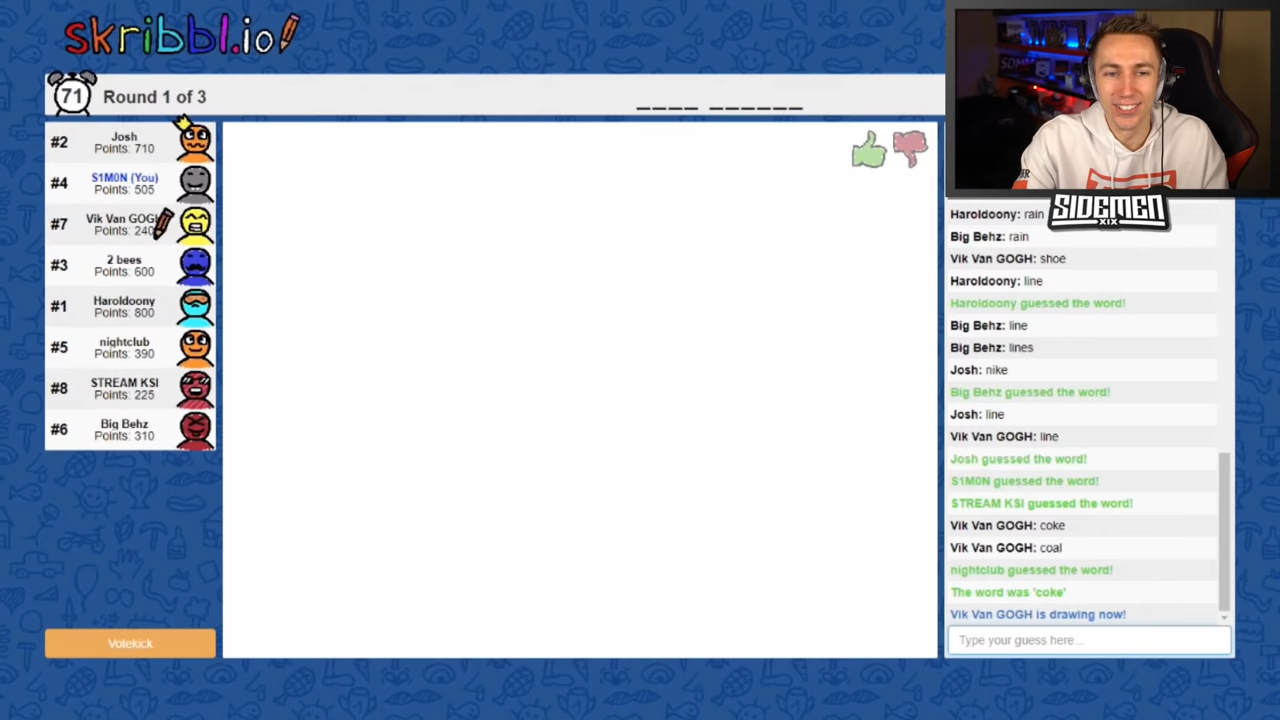 skribbl.io
71 Round 1 of 3
____ ______
#2 Josh
Points: 710
#4 S1M0N (You)
Points: 505
#7 Vik Van GOGH
Points: 240
#3 2 bees
Points: 600
#1 Haroldoony
Points: 800
#5 nightclub
Points: 390
#8 STREAM KSI
Points: 225
#6 Big Behz
Points: 310
Votekick
SIDEMEN
XIX
Haroldoony: rain
Big Behz: rain
Vik Van GOGH: shoe
Haroldoony: line
Haroldoony guessed the word!
Big Behz: line
Big Behz: lines
Josh: nike
Big Behz guessed the word!
Josh: line
Vik Van GOGH: line
Josh guessed the word!
S1M0N guessed the word!
STREAM KSI guessed the word!
Vik Van GOGH: coke
Vik Van GOGH: coal
nightclub guessed the word!
The word was 'coke'
Vik Van GOGH is drawing now!
Type your guess here...